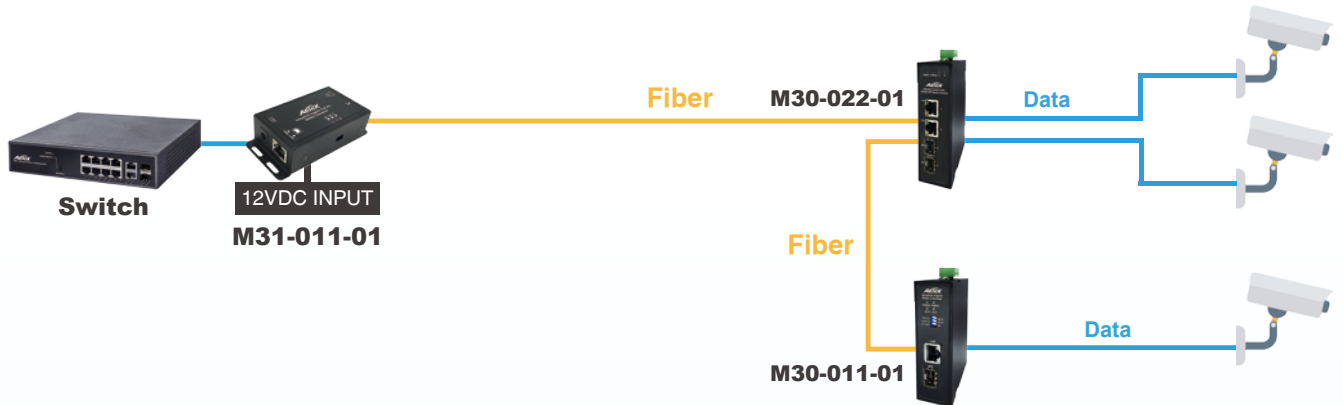 Fiber
M30-022-01
Data
Switch
12VDC INPUT
M31-011-01
Fiber
Data
M30-011-01